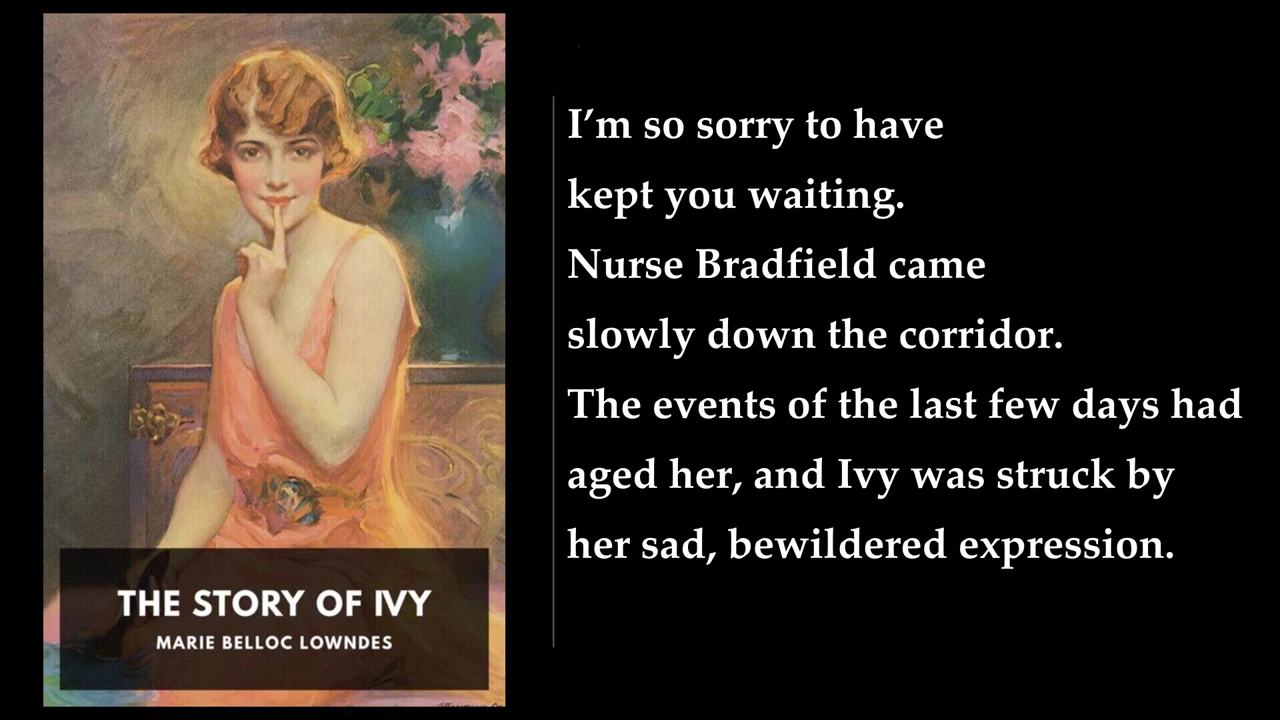 THE STORY OF IVY
MARIE BELLOC LOWNDES
I’m so sorry to have
kept you waiting.
Nurse Bradfield came
slowly down the corridor.
The events of the last few days had
aged her, and Ivy was struck by
her sad, bewildered expression.